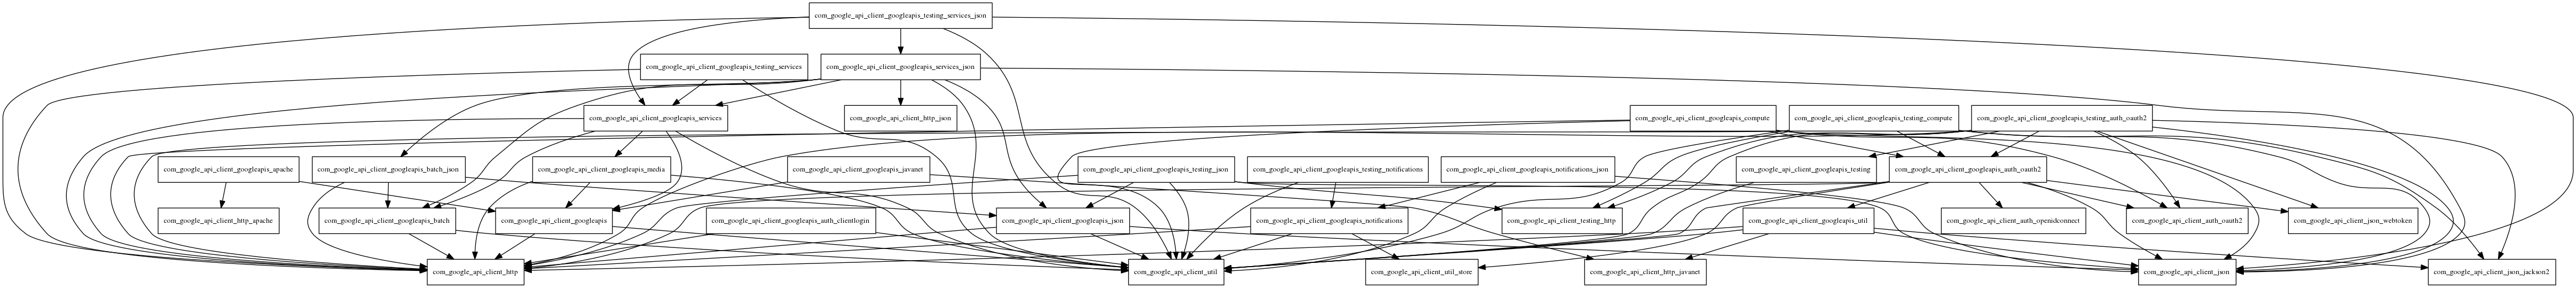 com_google_api_client_googleapis_testing_services_json
com_google_api_client_googleapis_testing_services
com_google_api_client_googleapis_services_json
com_google_api_client_googleapis_services
com_google_api_client_http_json
com_google_api_client_googleapis_compute
com_google_api_client_googleapis_testing_compute
com_google_api_client_googleapis_testing_auth_oauth2
com_google_api_client_googleapis_apache
com_google_api_client_googleapis_batch_json
com_google_api_client_googleapis_media
com_google_api_client_googleapis_javanet
com_google_api_client_googleapis_testing_json
com_google_api_client_googleapis_testing_notifications
com_google_api_client_googleapis_notifications_json
com_google_api_client_googleapis_testing
com_google_api_client_googleapis_auth_oauth2
com_google_api_client_http_apache
com_google_api_client_googleapis_batch
com_google_api_client_googleapis
com_google_api_client_googleapis_auth_clientlogin
com_google_api_client_googleapis_json
com_google_api_client_googleapis_notifications
com_google_api_client_testing_http
com_google_api_client_googleapis_util
com_google_api_client_auth_openidconnect
com_google_api_client_auth_oauth2
com_google_api_client_json_webtoken
com_google_api_client_http
com_google_api_client_util
com_google_api_client_util_store
com_google_api_client_http_javanet
com_google_api_client_json
com_google_api_client_json_jackson2